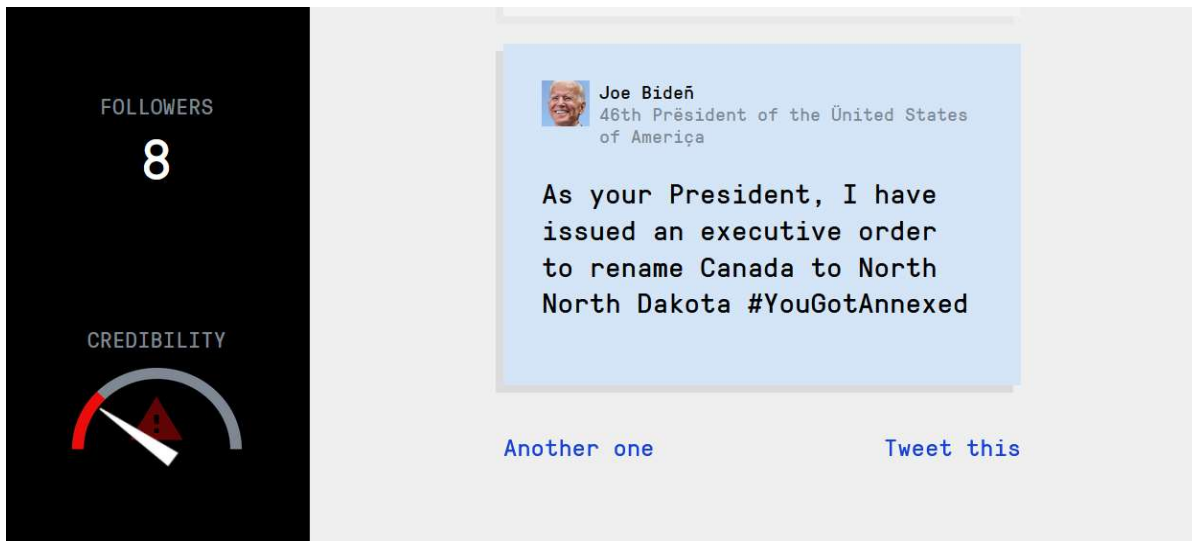 FOLLOWERS
8
CREDIBILITY
Joe Bideñ
46th Prësident of the Ünited States
of Ameriça
As your President, I have
issued an executive order
to rename Canada to North
North Dakota #YouGotAnnexed
Another one
Tweet this